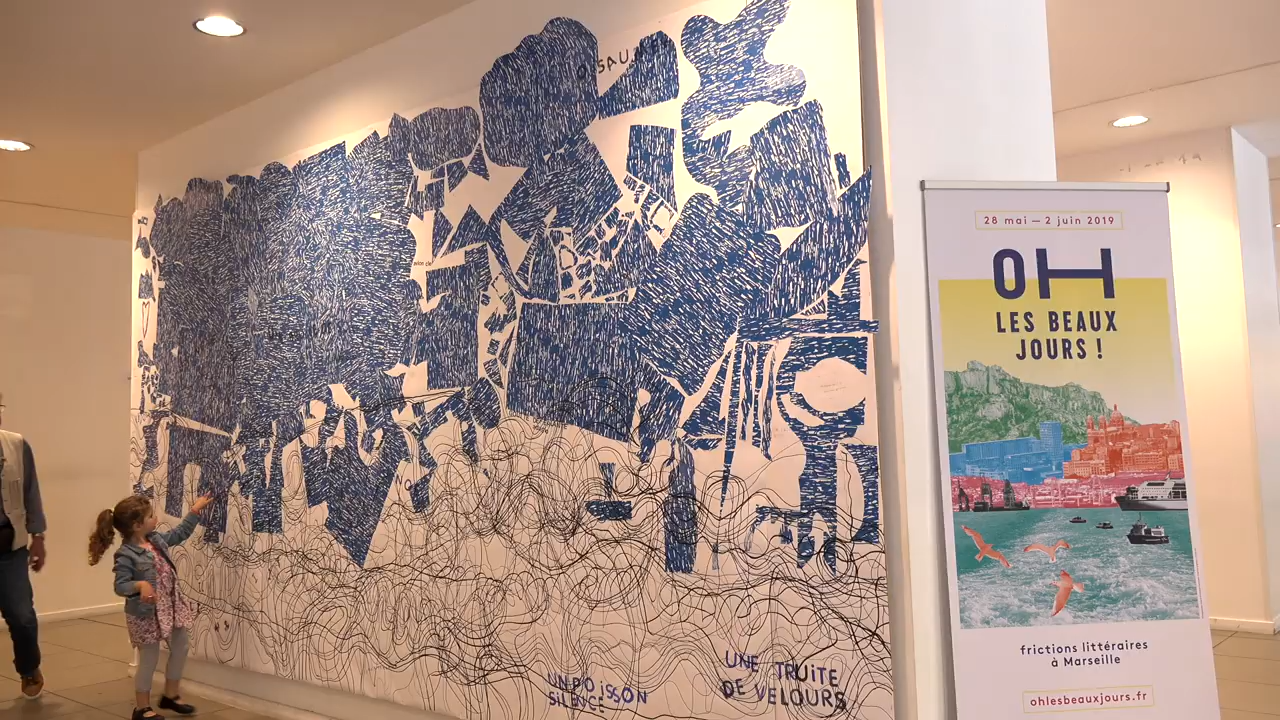 UN POISSON
SILENCE
UNE TRUITE
DE VELOURS
28 mai — 2 juin 2019
OH
LES BEAUX
JOURS !
frictions littéraires
à Marseille
ohlesbeauxjours.fr